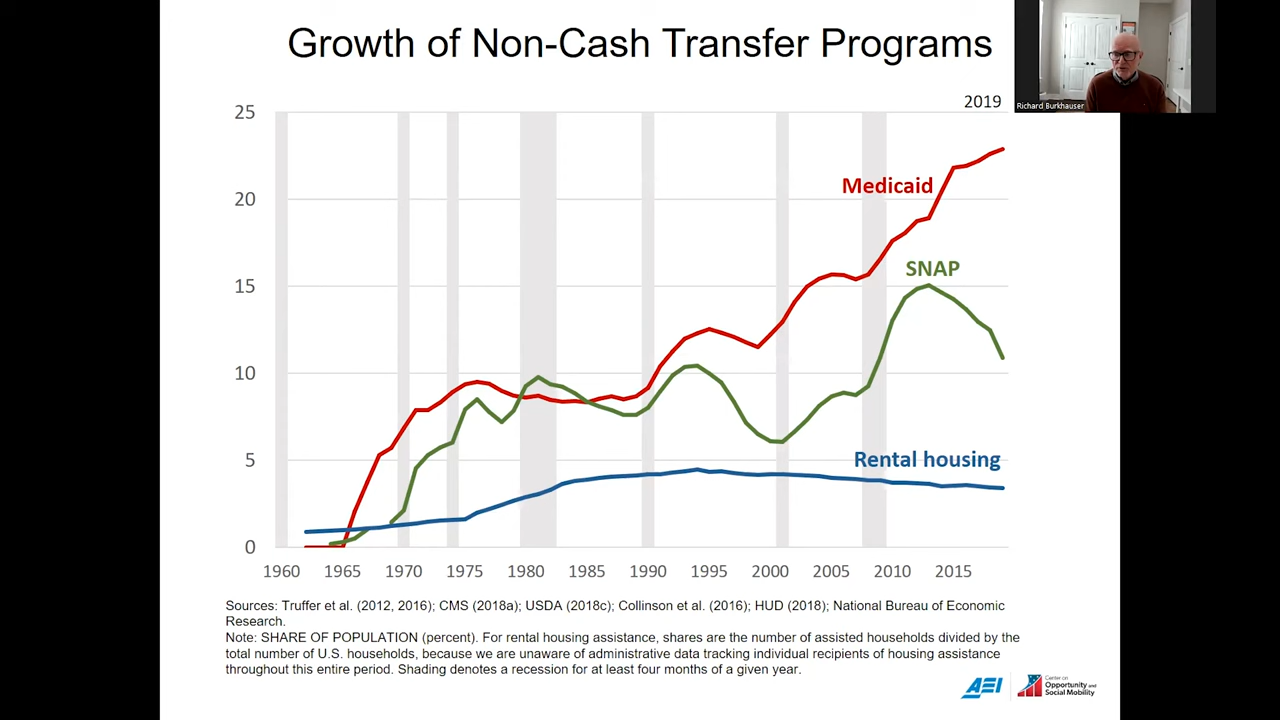 Growth of Non-Cash Transfer Programs
Richard Burkhauser
2019
25
20
15
10
5
0
Medicaid
SNAP
Rental housing
1960 1965 1970 1975 1980 1985 1990 1995 2000 2005 2010 2015
Sources: Truffer et al. (2012, 2016); CMS (2018a); USDA (2018c); Collinson et al. (2016); HUD (2018); National Bureau of Economic
Research.
Note: SHARE OF POPULATION (percent). For rental housing assistance, shares are the number of assisted households divided by the
total number of U.S. households, because we are unaware of administrative data tracking individual recipients of housing assistance
throughout this entire period. Shading denotes a recession for at least four months of a given year.
AEI
Center on
Opportunity and
Social Mobility